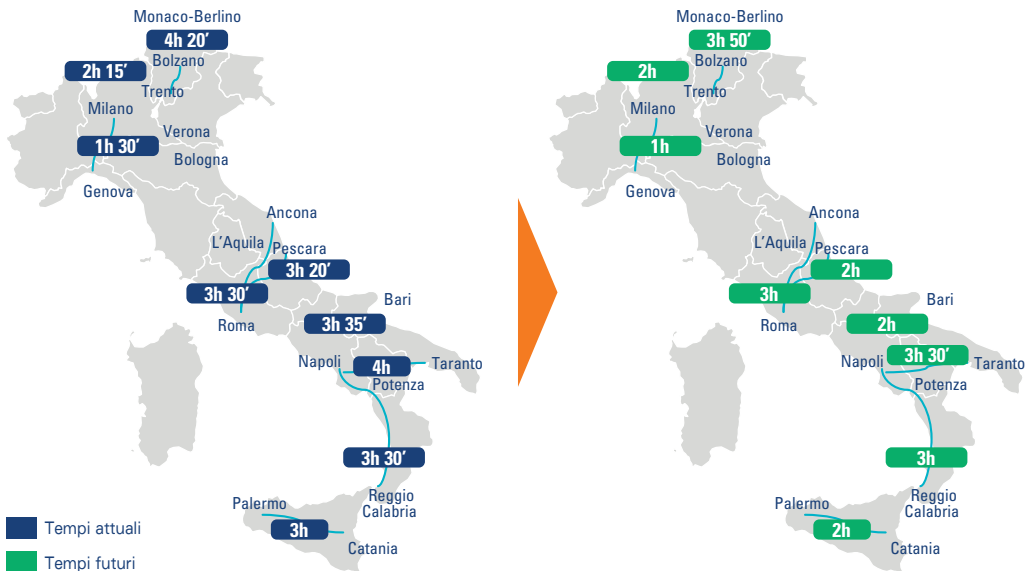 Monaco-Berlino
4h 20’
Bolzano
2h 15’
Trento
Milano
Verona
1h 30’
Bologna
Genova
Ancona
L’Aquila
Pescara
3h 20’
3h 30’
Roma
Bari
3h 35’
Napoli
4h
Taranto
Potenza
3h 30’
Reggio
Calabria
Palermo
3h
Catania
Tempi attuali
Tempi futuri
Monaco-Berlino
3h 50’
Bolzano
2h
Trento
Milano
Verona
1h
Bologna
Genova
Ancona
L’Aquila
Pescara
2h
3h
Roma
Bari
2h
Napoli
3h 30’
Taranto
Potenza
3h
Reggio
Calabria
Palermo
2h
Catania